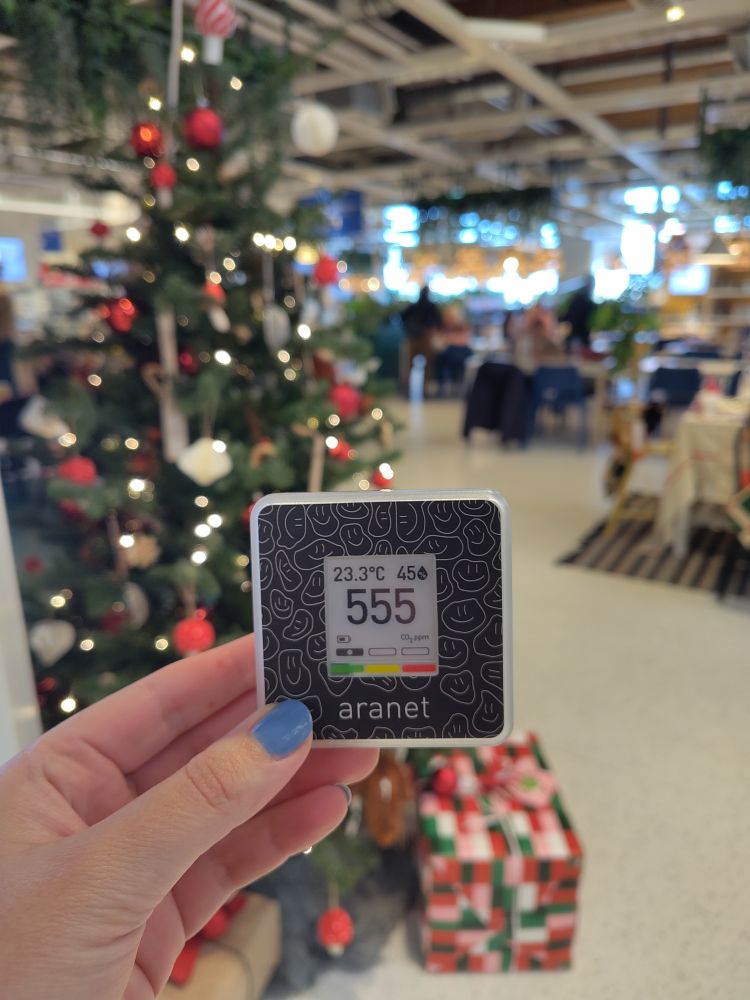 23.3°C 45%
555
CO₂ ppm
aranet